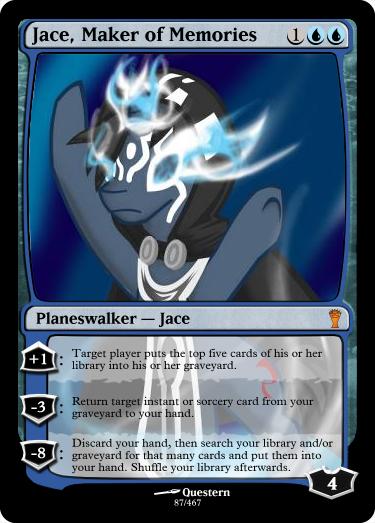 Jace, Maker of Memories 1
Planeswalker — Jace
+1: Target player puts the top five cards of his or her
library into his or her graveyard.
-3: Return target instant or sorcery card from your
graveyard to your hand.
-8: Discard your hand, then search your library and/or
graveyard for that many cards and put them into
your hand. Shuffle your library afterwards.
4
Questern
87/467